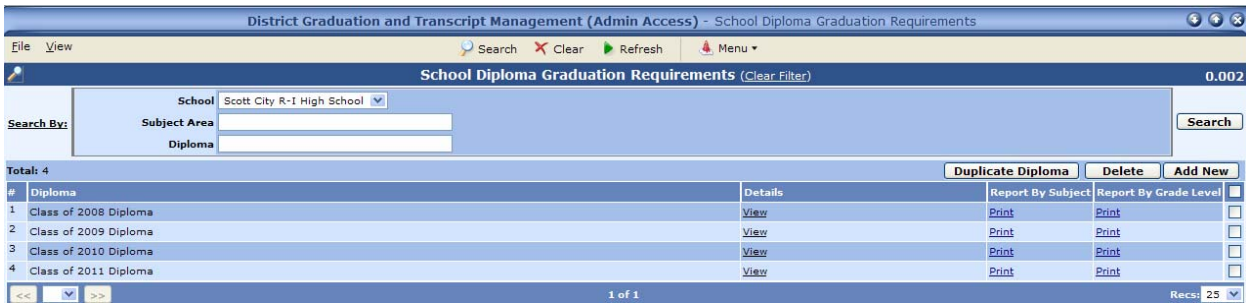 District Graduation and Transcript Management (Admin Access) - School Diploma Graduation Requirements
File View Search Clear Refresh Menu
School Diploma Graduation Requirements (Clear Filter) 0.002
School Scott City R-I High School
Search By: Subject Area Search
Diploma
Total: 4 Duplicate Diploma Delete Add New
# Diploma Details Report By Subject Report By Grade Level
1 Class of 2008 Diploma View Print Print
2 Class of 2009 Diploma View Print Print
3 Class of 2010 Diploma View Print Print
4 Class of 2011 Diploma View Print Print
<< >> 1 of 1 Recs: 25